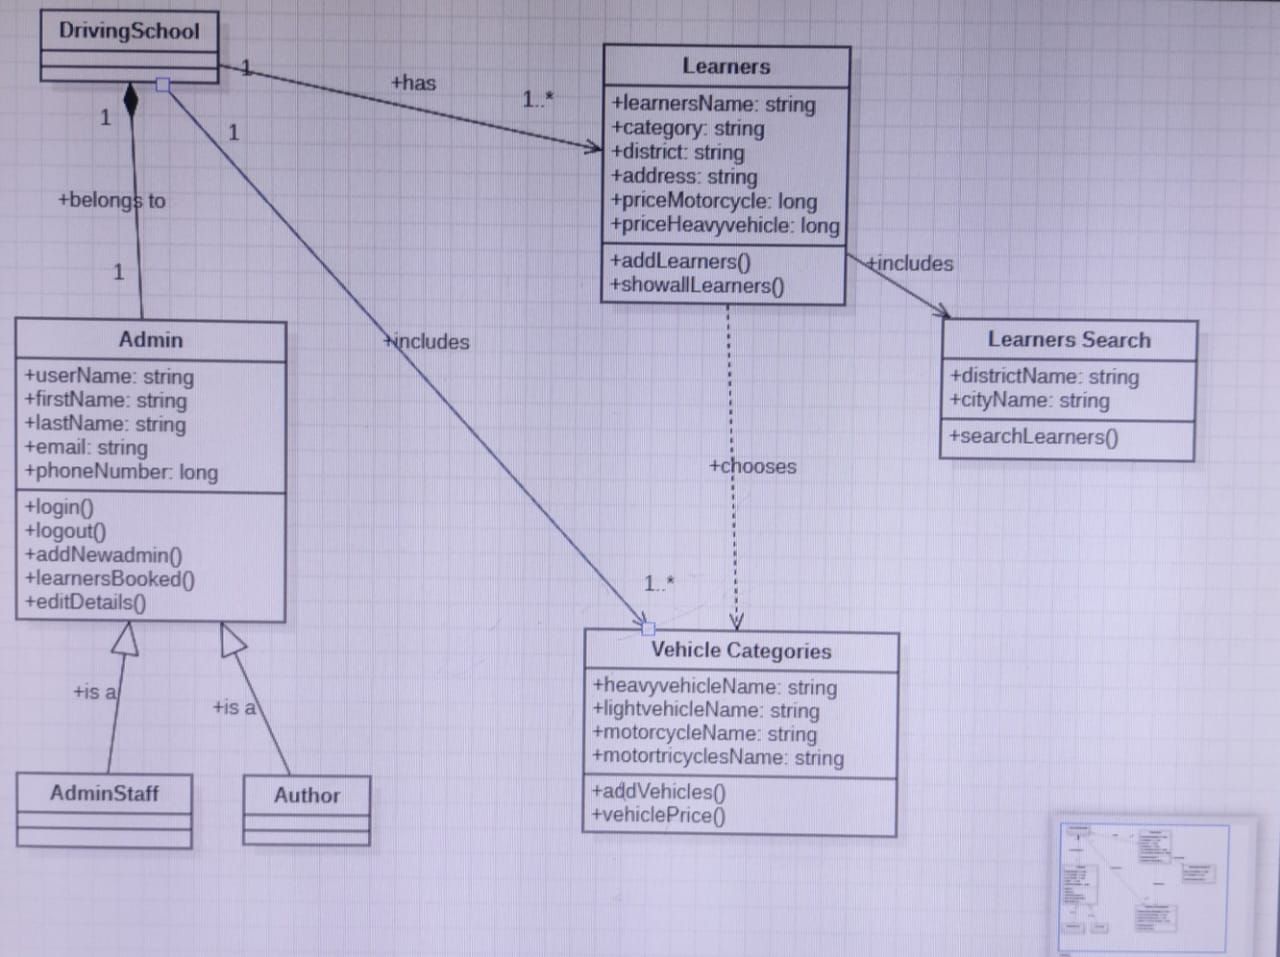 DrivingSchool
1
+has
1..*
1
1
+belongs to
1
+includes
1..*
Learners
+learnersName: string
+category: string
+district: string
+address: string
+priceMotorcycle: long
+priceHeavyvehicle: long
+addLearners()
+showallLearners()
+includes
Learners Search
+districtName: string
+cityName: string
+searchLearners()
+chooses
Admin
+userName: string
+firstName: string
+lastName: string
+email: string
+phoneNumber: long
+login()
+logout()
+addNewadmin()
+learnersBooked()
+editDetails()
+is a
+is a
AdminStaff
Author
Vehicle Categories
+heavyvehicleName: string
+lightvehicleName: string
+motorcycleName: string
+motortricyclesName: string
+addVehicles()
+vehiclePrice()